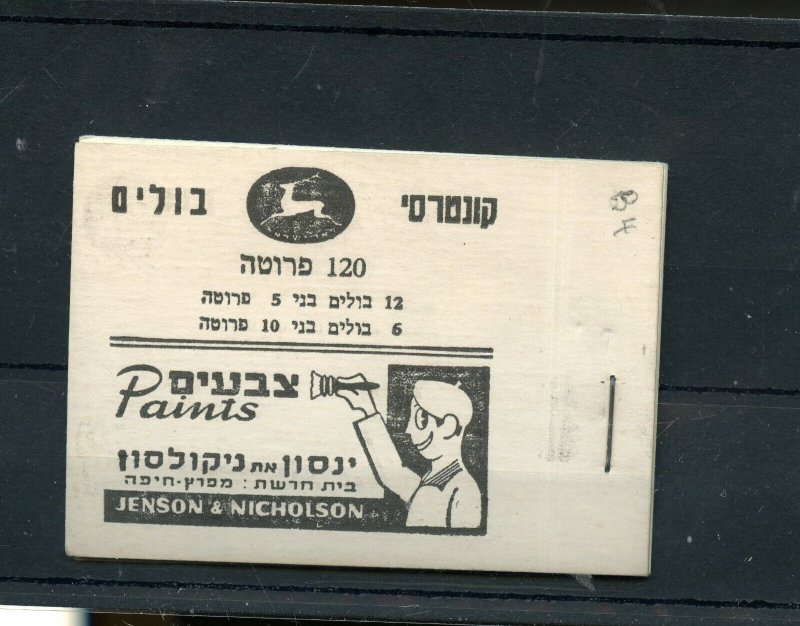 קונטרסי בולים
120 פרוטה
12 בולים בני 5 פרוטה
6 בולים בני 10 פרוטה
צבעים
Paints
ינסון את ניקולסון
בית חרשת: מפרץ-חיפה
JENSON & NICHOLSON